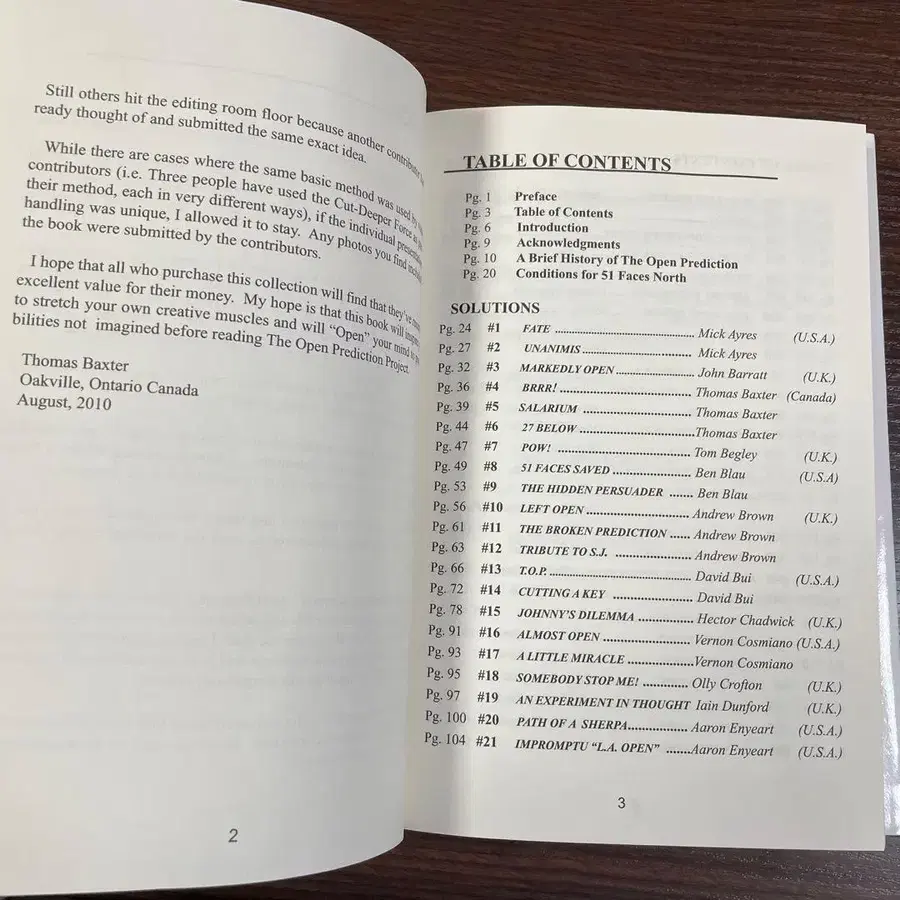 Still others hit the editing room floor because another contributor
ready thought of and submitted the same exact idea.
While there are cases where the same basic method was used by
contributors (i.e. Three people have used the Cut-Deeper Force as
their method, each in very different ways), if the individual
handling was unique, I allowed it to stay. Any photos you find
the book were submitted by the contributors.
I hope that all who purchase this collection will find that they've
excellent value for their money. My hope is that this book will
to stretch your own creative muscles and will "Open" your mind to
bilities not imagined before reading The Open Prediction Project.
Thomas Baxter
Oakville, Ontario Canada
August, 2010
2
TABLE OF CONTENTS
Pg. 1 Preface
Pg. 3 Table of Contents
Pg. 6 Introduction
Pg. 9 Acknowledgments
Pg. 10 A Brief History of The Open Prediction
Pg. 20 Conditions for 51 Faces North
SOLUTIONS
Pg. 24 #1 FATE ........................................ Mick Ayres (U.S.A.)
Pg. 27 #2 UNANIMIS ................................ Mick Ayres
Pg. 32 #3 MARKEDLY OPEN ....................... John Barratt (U.K.)
Pg. 36 #4 BRRR! ...................................... Thomas Baxter (Canada)
Pg. 39 #5 SALARIUM ............................... Thomas Baxter
Pg. 44 #6 27 BELOW ................................. Thomas Baxter
Pg. 47 #7 POW! ....................................... Tom Begley (U.K.)
Pg. 49 #8 51 FACES SAVED ....................... Ben Blau (U.S.A)
Pg. 53 #9 THE HIDDEN PERSUADER ....... Ben Blau
Pg. 56 #10 LEFT OPEN .............................. Andrew Brown (U.K.)
Pg. 61 #11 THE BROKEN PREDICTION ...... Andrew Brown
Pg. 63 #12 TRIBUTE TO S.J. ...................... Andrew Brown
Pg. 66 #13 T.O.P. ......................................... David Bui (U.S.A.)
Pg. 72 #14 CUTTING A KEY ....................... David Bui
Pg. 78 #15 JOHNNY'S DILEMMA ................ Hector Chadwick (U.K.)
Pg. 91 #16 ALMOST OPEN ......................... Vernon Cosmiano (U.S.A.)
Pg. 93 #17 A LITTLE MIRACLE ................... Vernon Cosmiano
Pg. 95 #18 SOMEBODY STOP ME! ............. Olly Crofton (U.K.)
Pg. 97 #19 AN EXPERIMENT IN THOUGHT Iain Dunford (U.K.)
Pg. 100 #20 PATH OF A SHERPA.................. Aaron Enyeart (U.S.A.)
Pg. 104 #21 IMPROMPTU "L.A. OPEN" ....... Aaron Enyeart (U.S.A.)
3